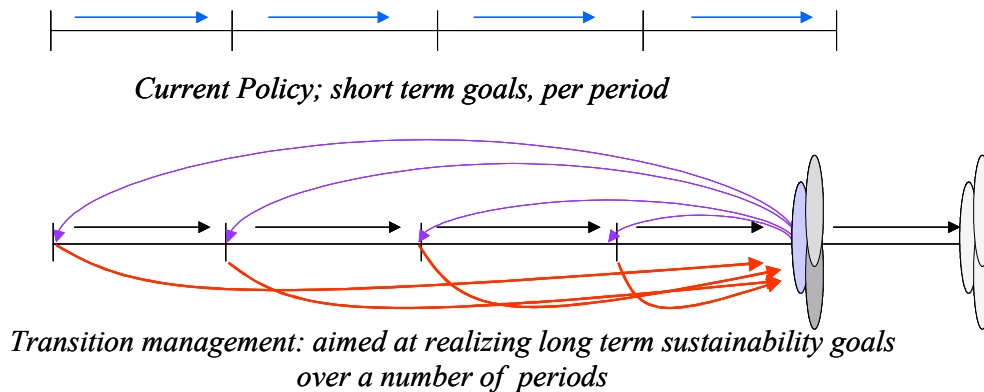 Current Policy; short term goals, per period
Transition management: aimed at realizing long term sustainability goals
over a number of periods